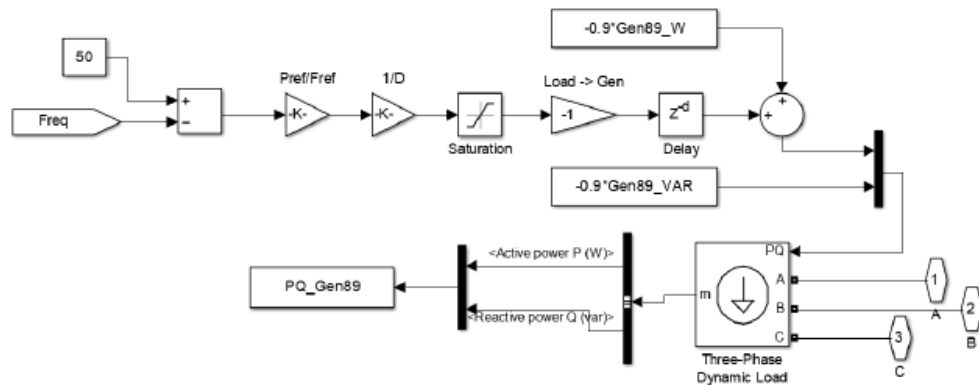 -0.9*Gen89_W
50
Pref/Fref
1/D
Load -> Gen
+
-
Freq
-K-
-K-
-1
Z-d
+
+
Saturation
Delay
-0.9*Gen89_VAR
<Active power P (W)>
PQ
PQ_Gen89
m
A
1
A
B
2
B
<Reactive power Q (var)>
C
3
C
Three-Phase
Dynamic Load